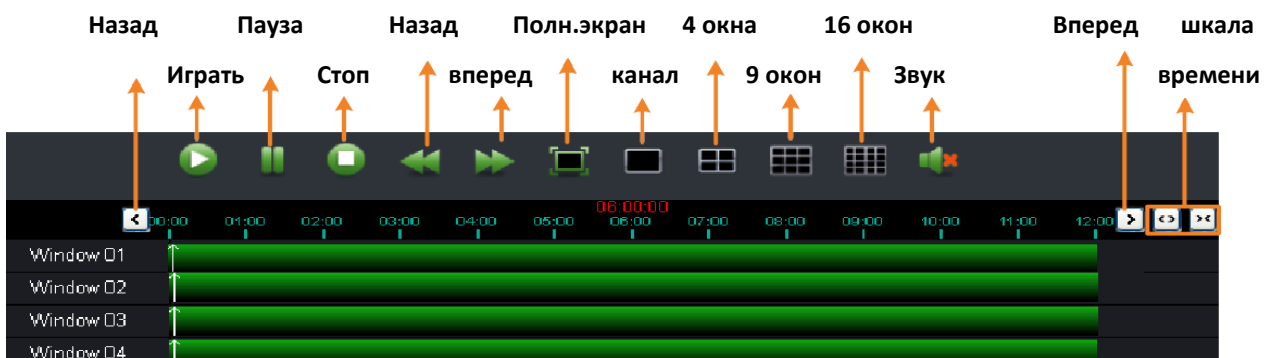 Назад Пауза Назад Полн.экран 4 окна 16 окон Вперед шкала
Играть Стоп вперед канал 9 окон Звук времени
06:00:00
00:00 01:00 02:00 03:00 04:00 05:00 06:00 07:00 08:00 09:00 10:00 11:00 12:00
Window 01
Window 02
Window 03
Window 04